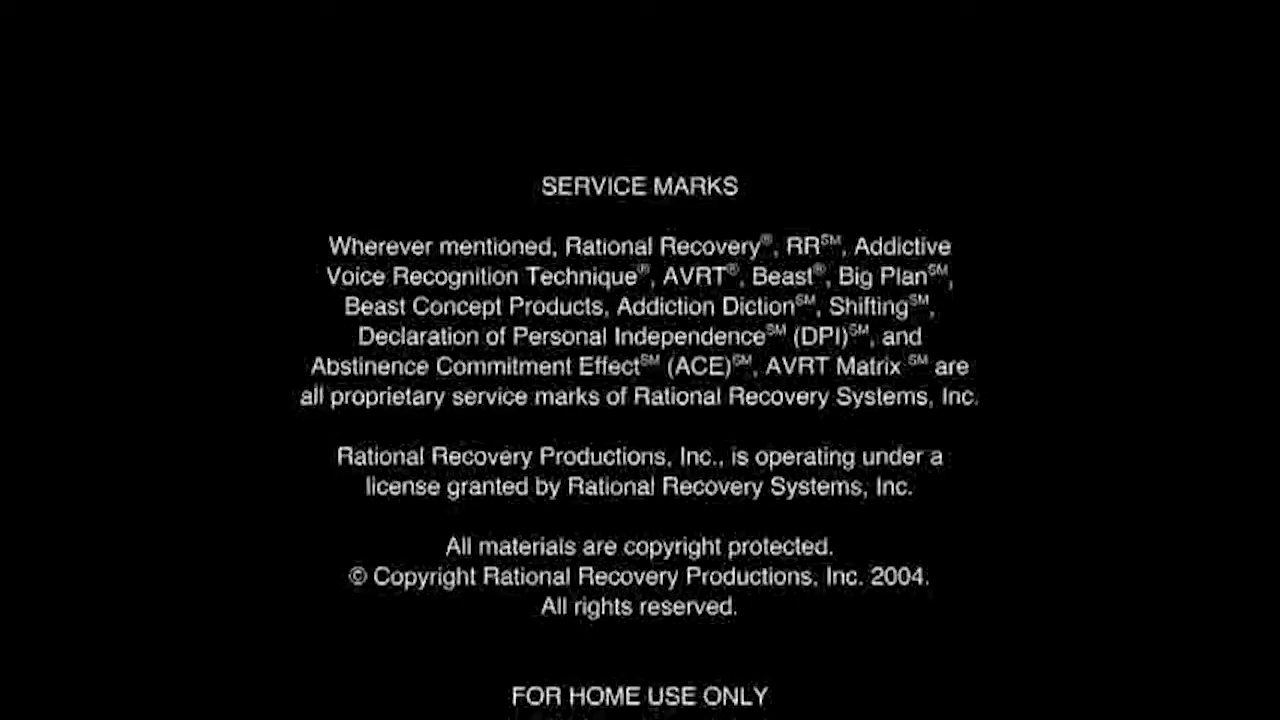 SERVICE MARKS
Wherever mentioned, Rational Recovery®, RR℠, Addictive
Voice Recognition Technique®, AVRT®, Beast®, Big Plan℠,
Beast Concept Products, Addiction Diction℠, Shifting℠,
Declaration of Personal Independence℠ (DPI)℠, and
Abstinence Commitment Effect℠ (ACE)℠, AVRT Matrix ℠ are
all proprietary service marks of Rational Recovery Systems, Inc.
Rational Recovery Productions, Inc., is operating under a
license granted by Rational Recovery Systems, Inc.
All materials are copyright protected.
© Copyright Rational Recovery Productions, Inc. 2004.
All rights reserved.
FOR HOME USE ONLY